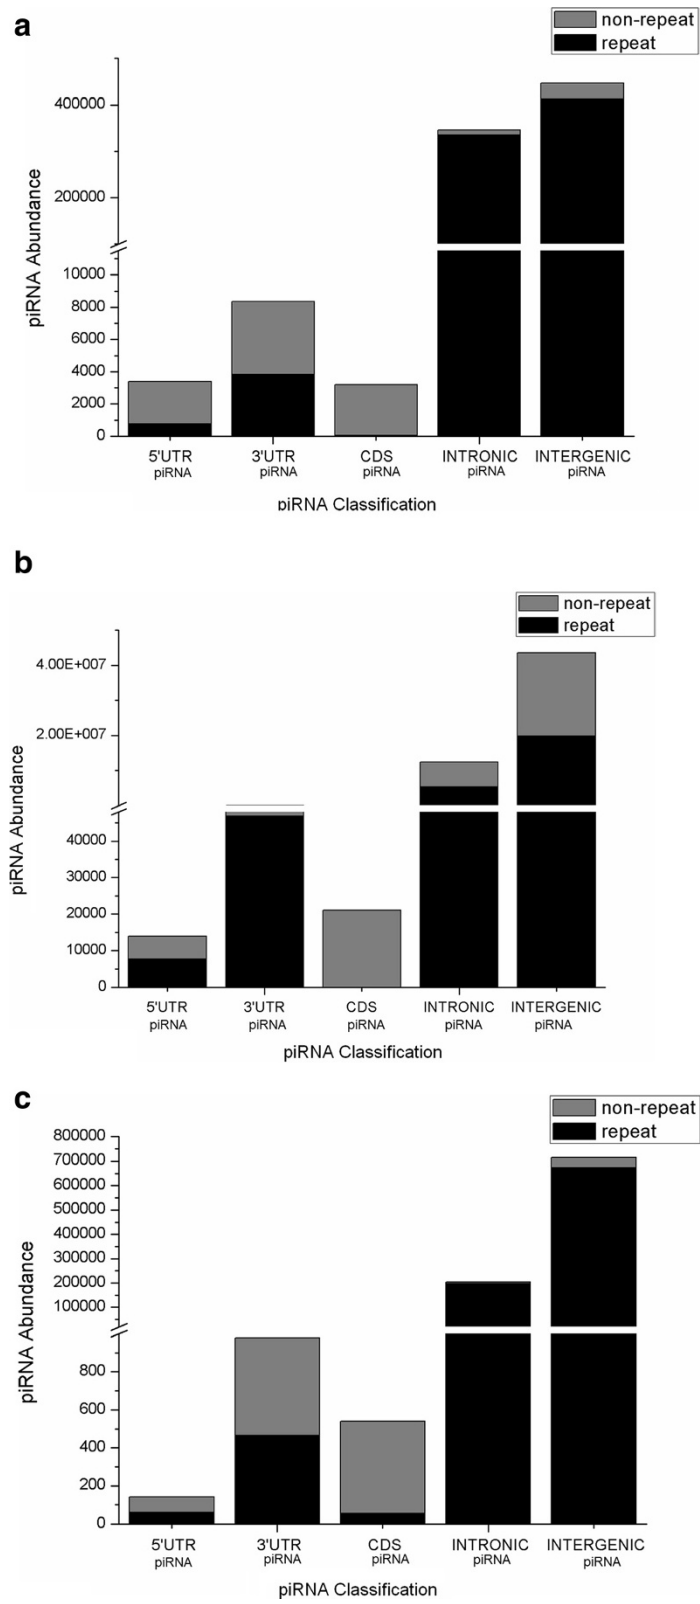 a
non-repeat
repeat
piRNA Abundance
400000
200000
10000
8000
6000
4000
2000
0
5'UTR 3'UTR CDS INTRONIC INTERGENIC
piRNA piRNA piRNA piRNA piRNA
piRNA Classification
b
non-repeat
repeat
piRNA Abundance
4.00E+007
2.00E+007
40000
30000
20000
10000
0
5'UTR 3'UTR CDS INTRONIC INTERGENIC
piRNA piRNA piRNA piRNA piRNA
piRNA Classification
c
non-repeat
repeat
piRNA Abundance
800000
700000
600000
500000
400000
300000
200000
100000
800
600
400
200
0
5'UTR 3'UTR CDS INTRONIC INTERGENIC
piRNA piRNA piRNA piRNA piRNA
piRNA Classification